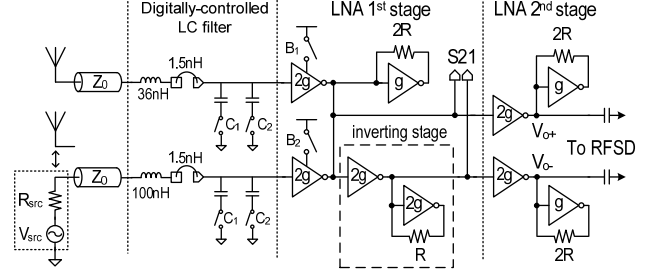 Digitally-controlled
LC filter
LNA 1st stage
LNA 2nd stage
Z0
36nH
1.5nH
C1
C2
B1
2g
2R
g
S21
2g
2R
g
Vo+
To RFSD
Rsrc
Vsrc
Z0
100nH
1.5nH
C1
C2
B2
2g
inverting stage
2g
2g
R
2g
Vo-
g
2R